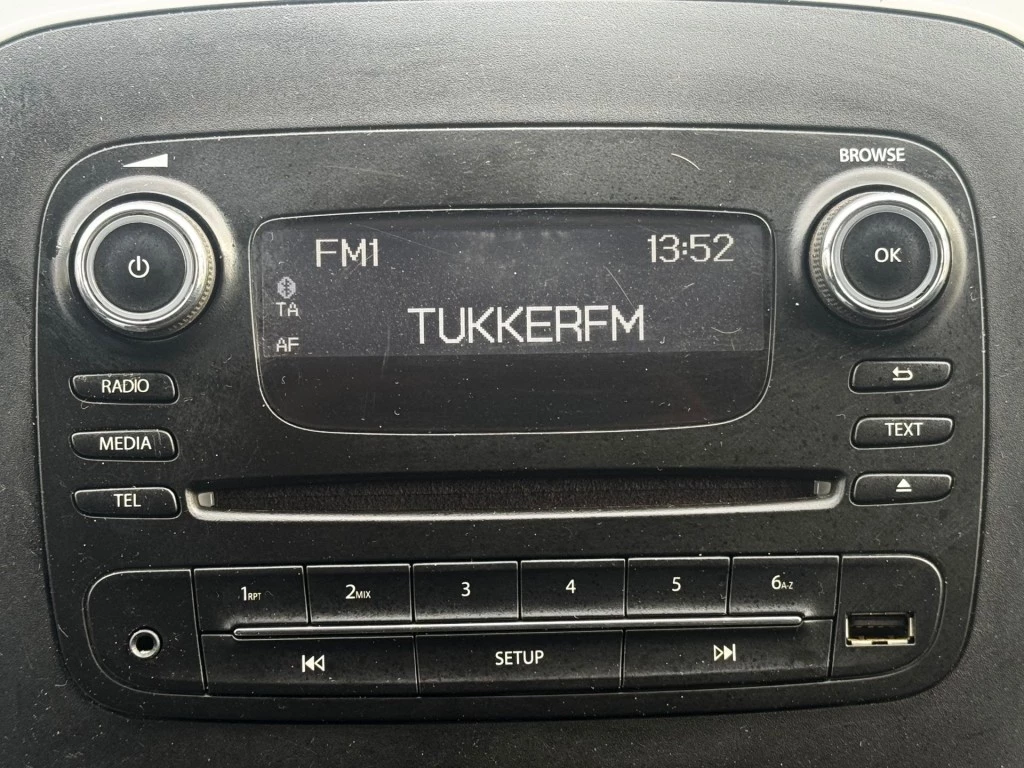 BROWSE
FM1 13:52
OK
TA
TUKKERFM
AF
RADIO
MEDIA
TEXT
TEL
1RPT 2MIX 3 4 5 6A-Z
SETUP